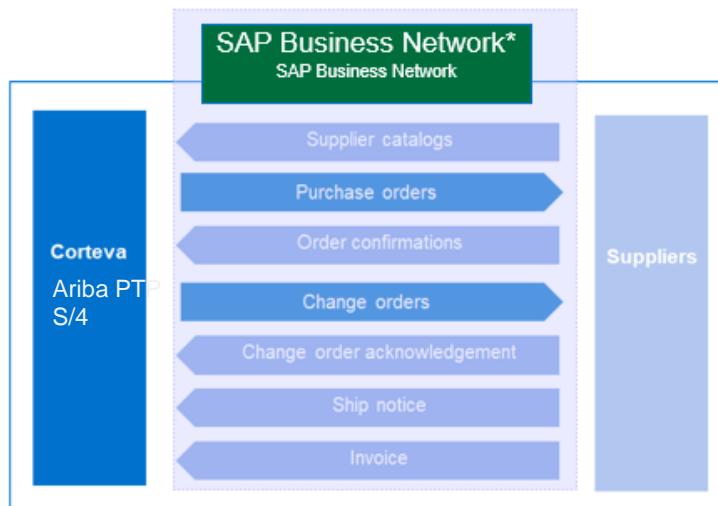 SAP Business Network*
SAP Business Network
Supplier catalogs
Purchase orders
Order confirmations
Change orders
Change order acknowledgement
Ship notice
Invoice
Corteva
Ariba PTP
S/4
Suppliers